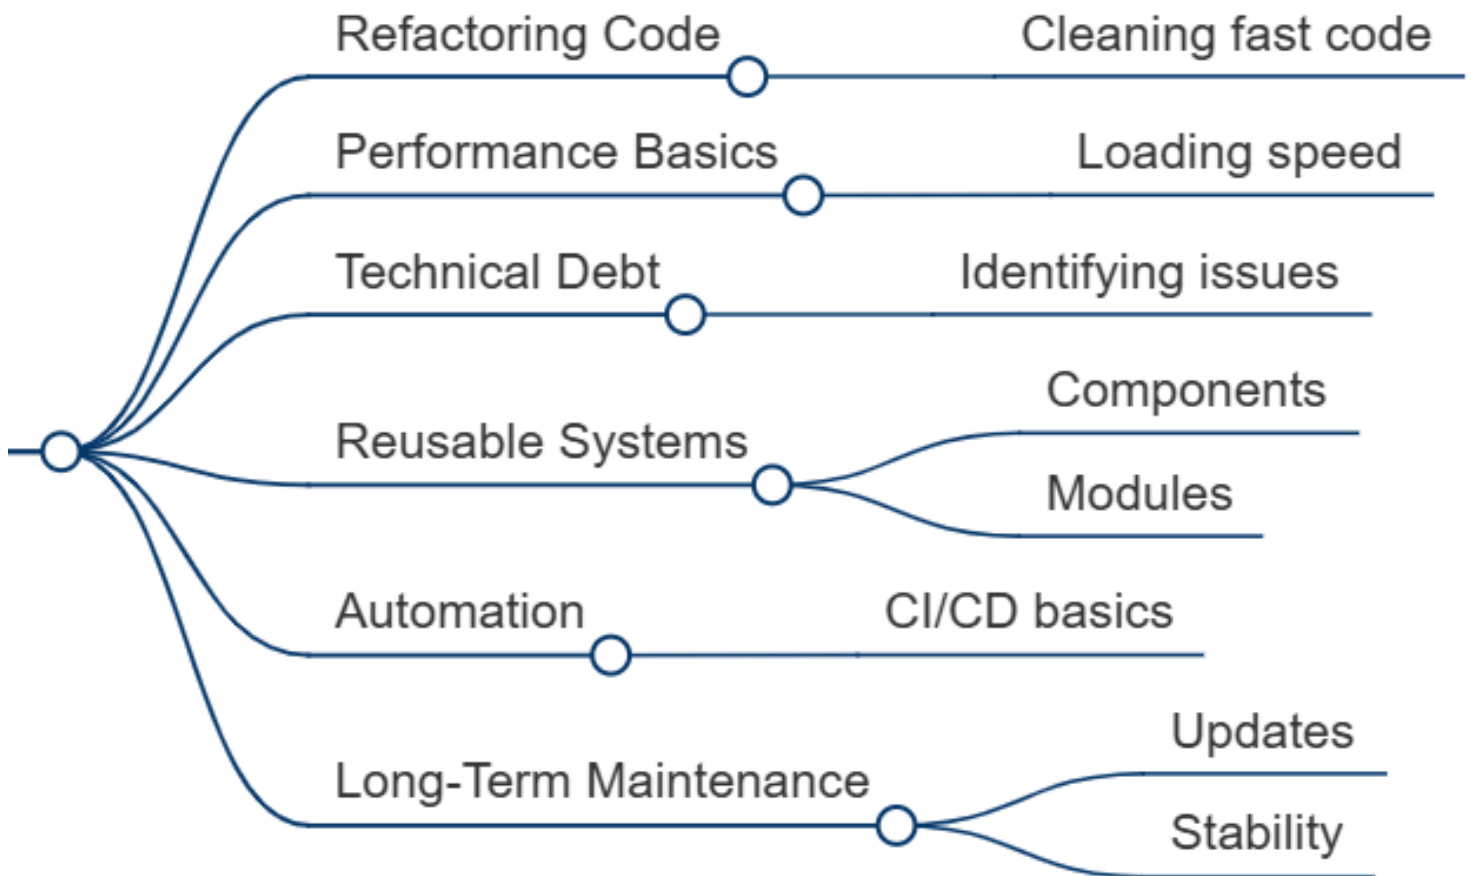 Refactoring Code
Cleaning fast code
Performance Basics
Loading speed
Technical Debt
Identifying issues
Reusable Systems
Components
Modules
Automation
CI/CD basics
Long-Term Maintenance
Updates
Stability